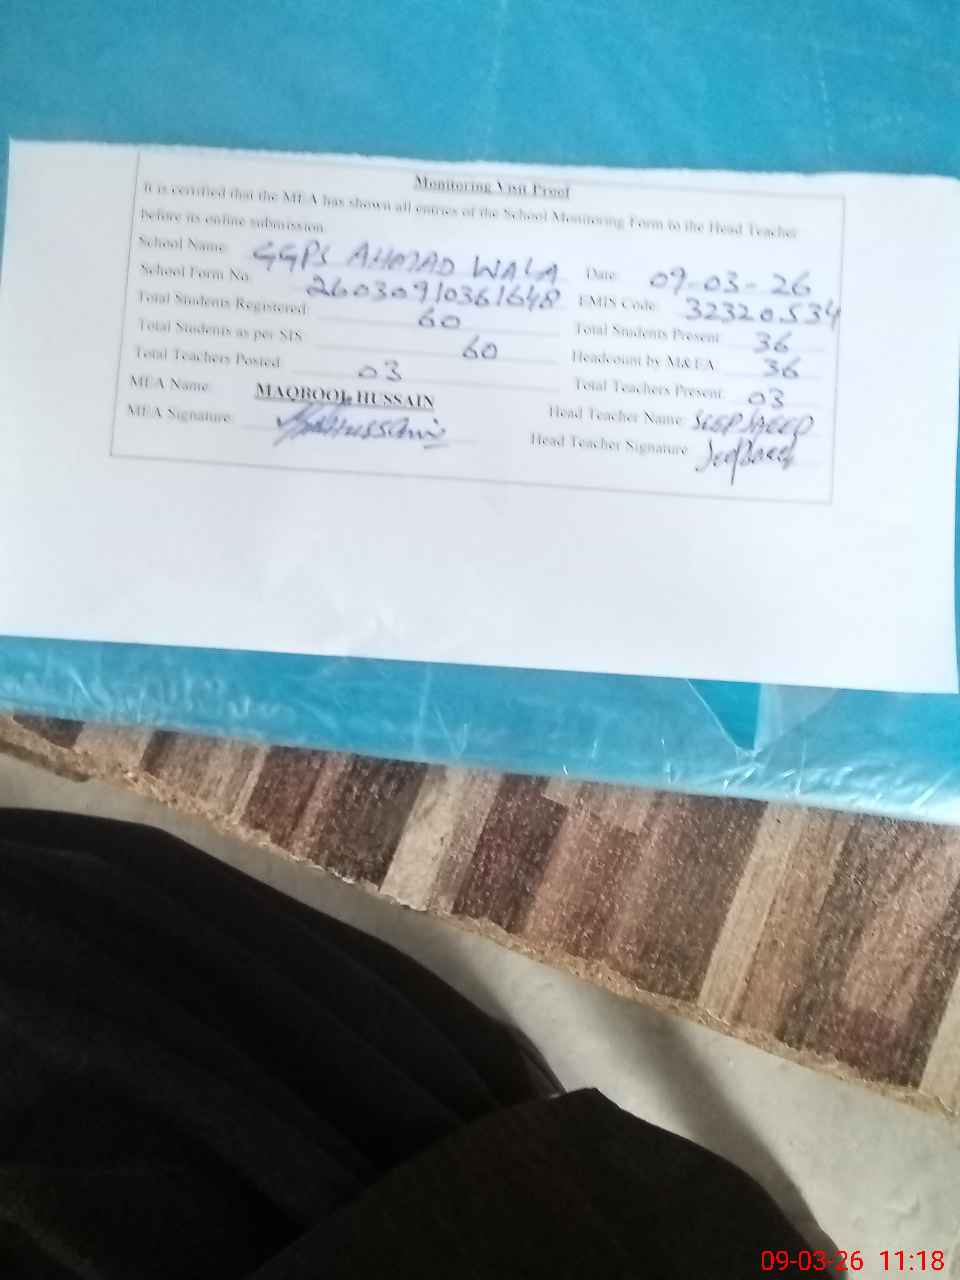 Monitoring Visit Proof
It is certified that the MEA has shown all entries of the School Monitoring Form to the Head Teacher
before its online submission.
School Name: GGPS AHMAD WALA Date: 09-03-26
School Form No: 26030910361648 EMIS Code: 32320534
Total Students Registered: 60 Total Students Present: 36
Total Students as per SIS: 60 Headcount by M&EA: 36
Total Teachers Posted: 03 Total Teachers Present: 03
MEA Name: MAQBOOL HUSSAIN Head Teacher Name: SAEED
MEA Signature: Hussain Head Teacher Signature:
09-03-26 11:18